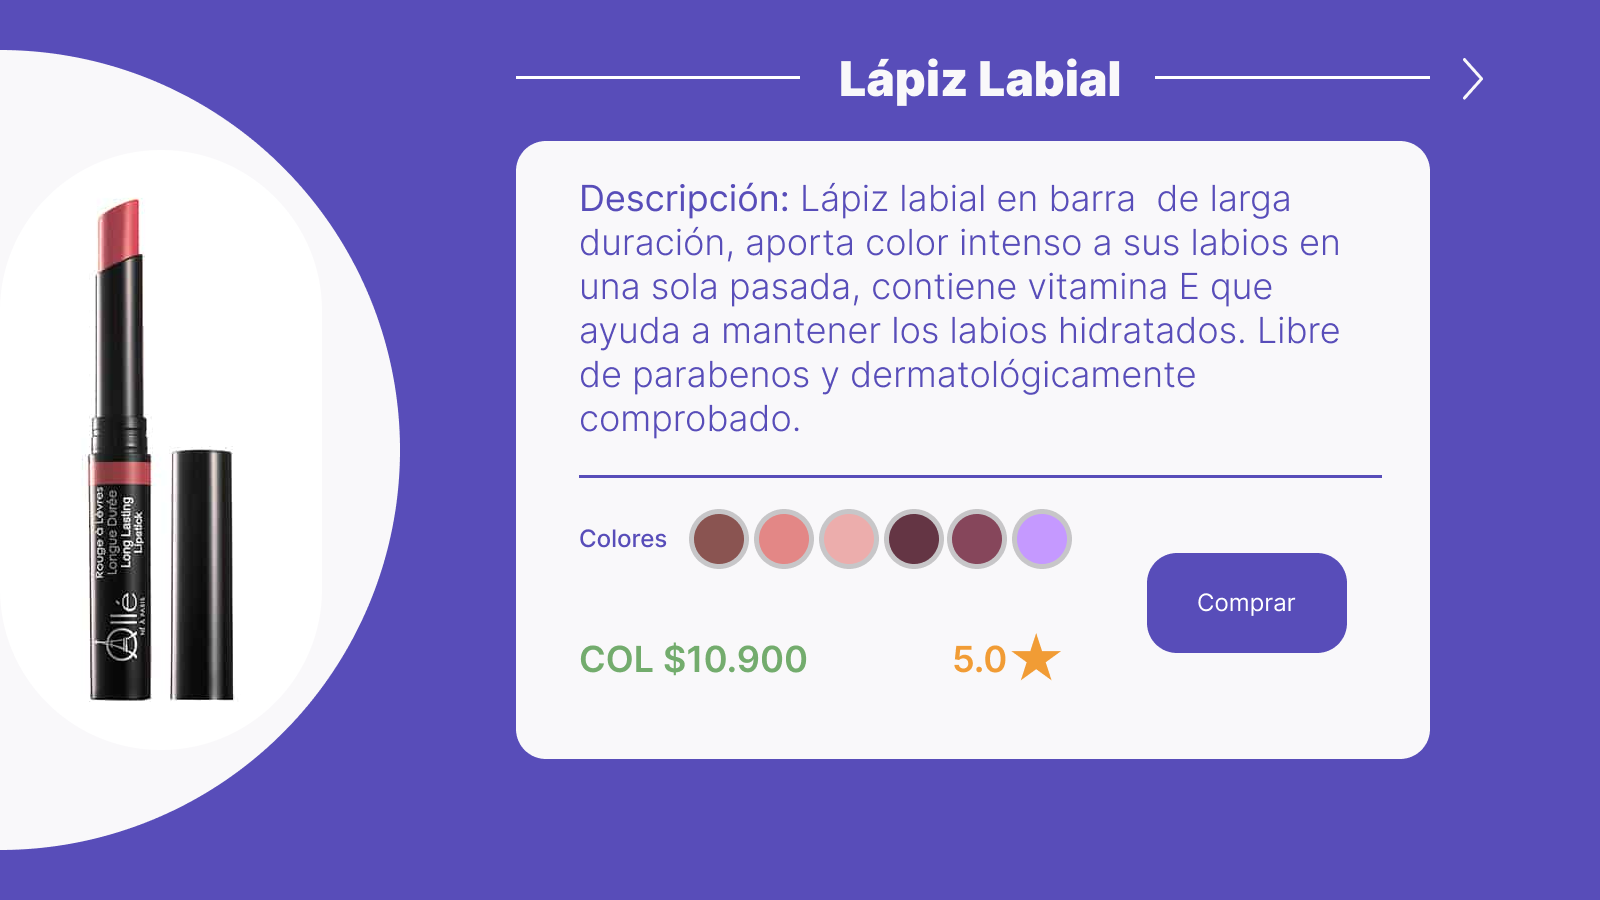 Lápiz Labial
Descripción: Lápiz labial en barra  de larga
duración, aporta color intenso a sus labios en
una sola pasada, contiene vitamina E que
ayuda a mantener los labios hidratados. Libre
de parabenos y dermatológicamente
comprobado.
Colores
Comprar
COL $10.900
5.0
Rouge à Lèvres
Longue Durée
Long Lasting
Lipstick
Ollé
NÉ À PARIS